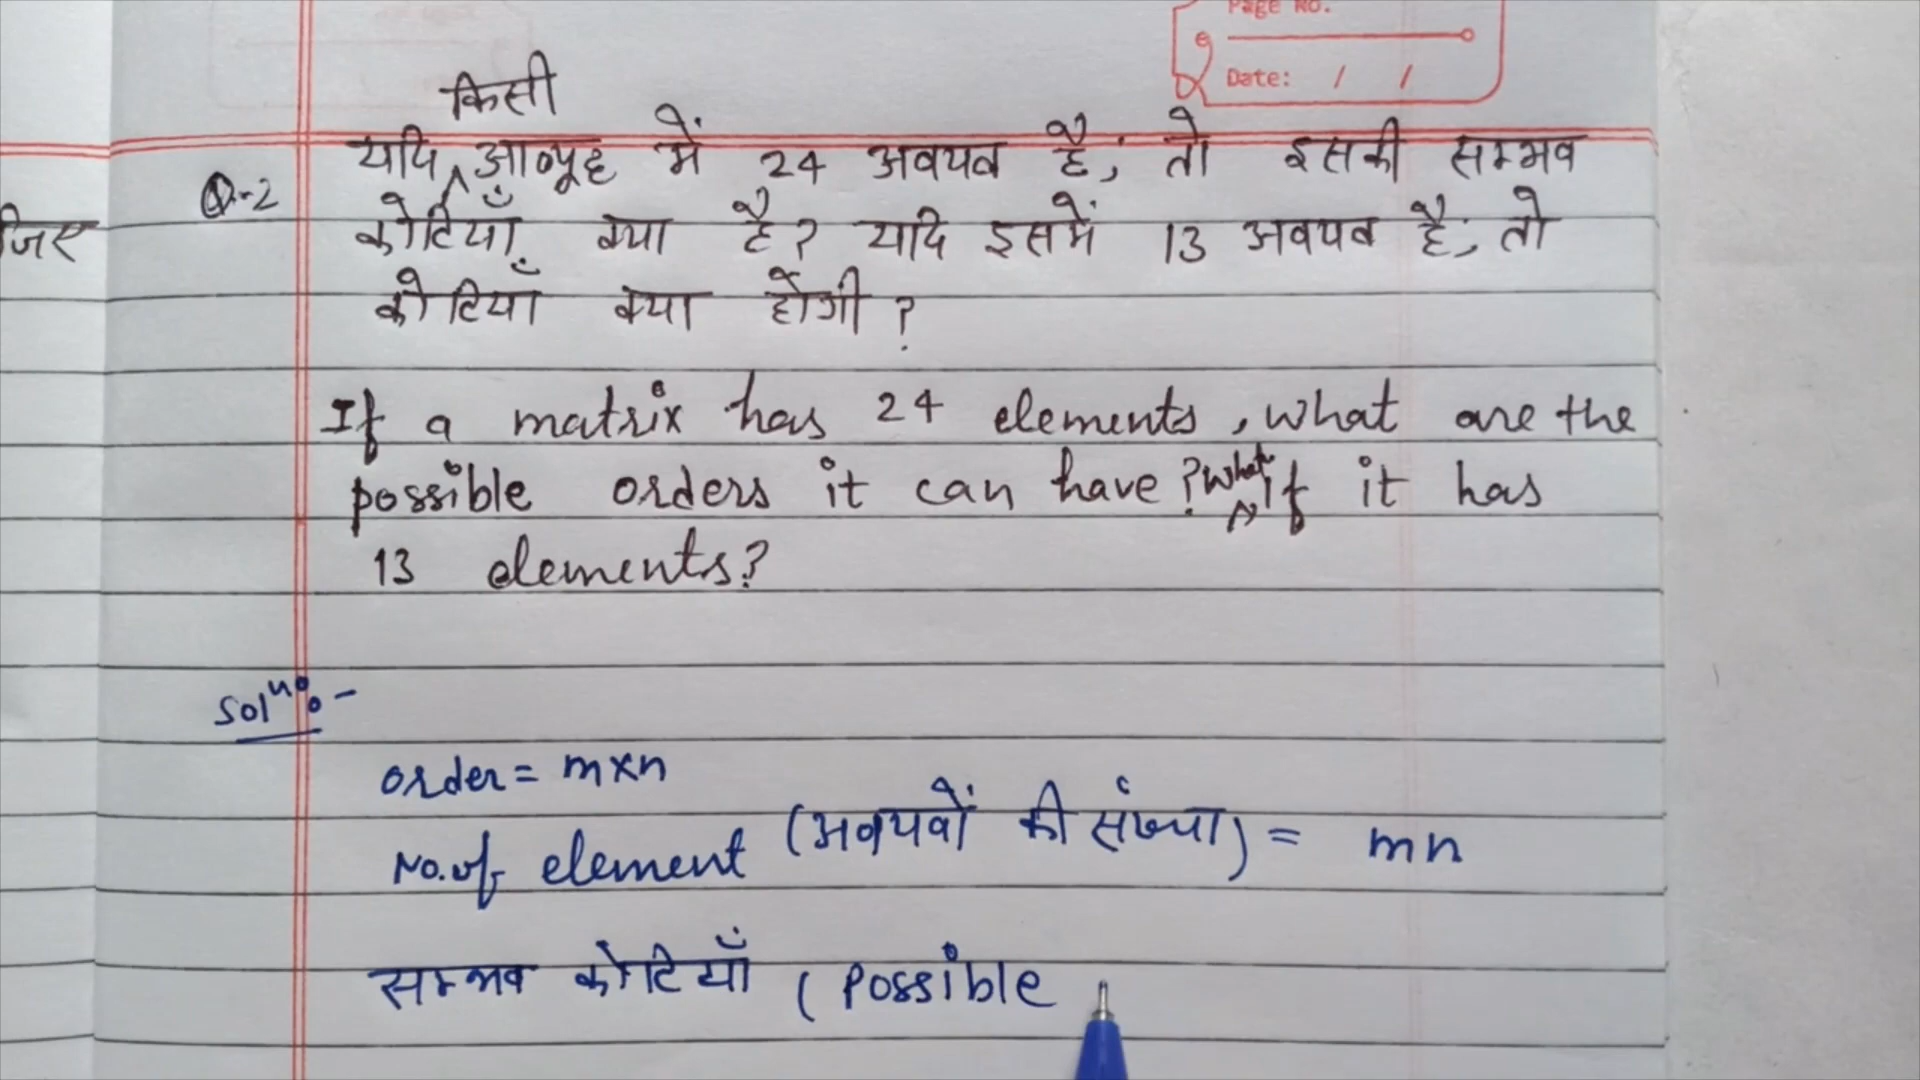 Page No.
Date: / /
किसी
Q.-2 यदि ^ आव्यूह में 24 अवयव है, तो इसकी सम्भव
कोटियाँ क्या है? यदि इसमें 13 अवयव है, तो
कोटियाँ क्या होंगी?
If a matrix has 24 elements, what are the
possible orders it can have? What if it has
13 elements?
जिए
Solⁿ:-
order = m×n
No. of element (अवयवों की संख्या) = mn
सम्भव कोटियाँ (Possible